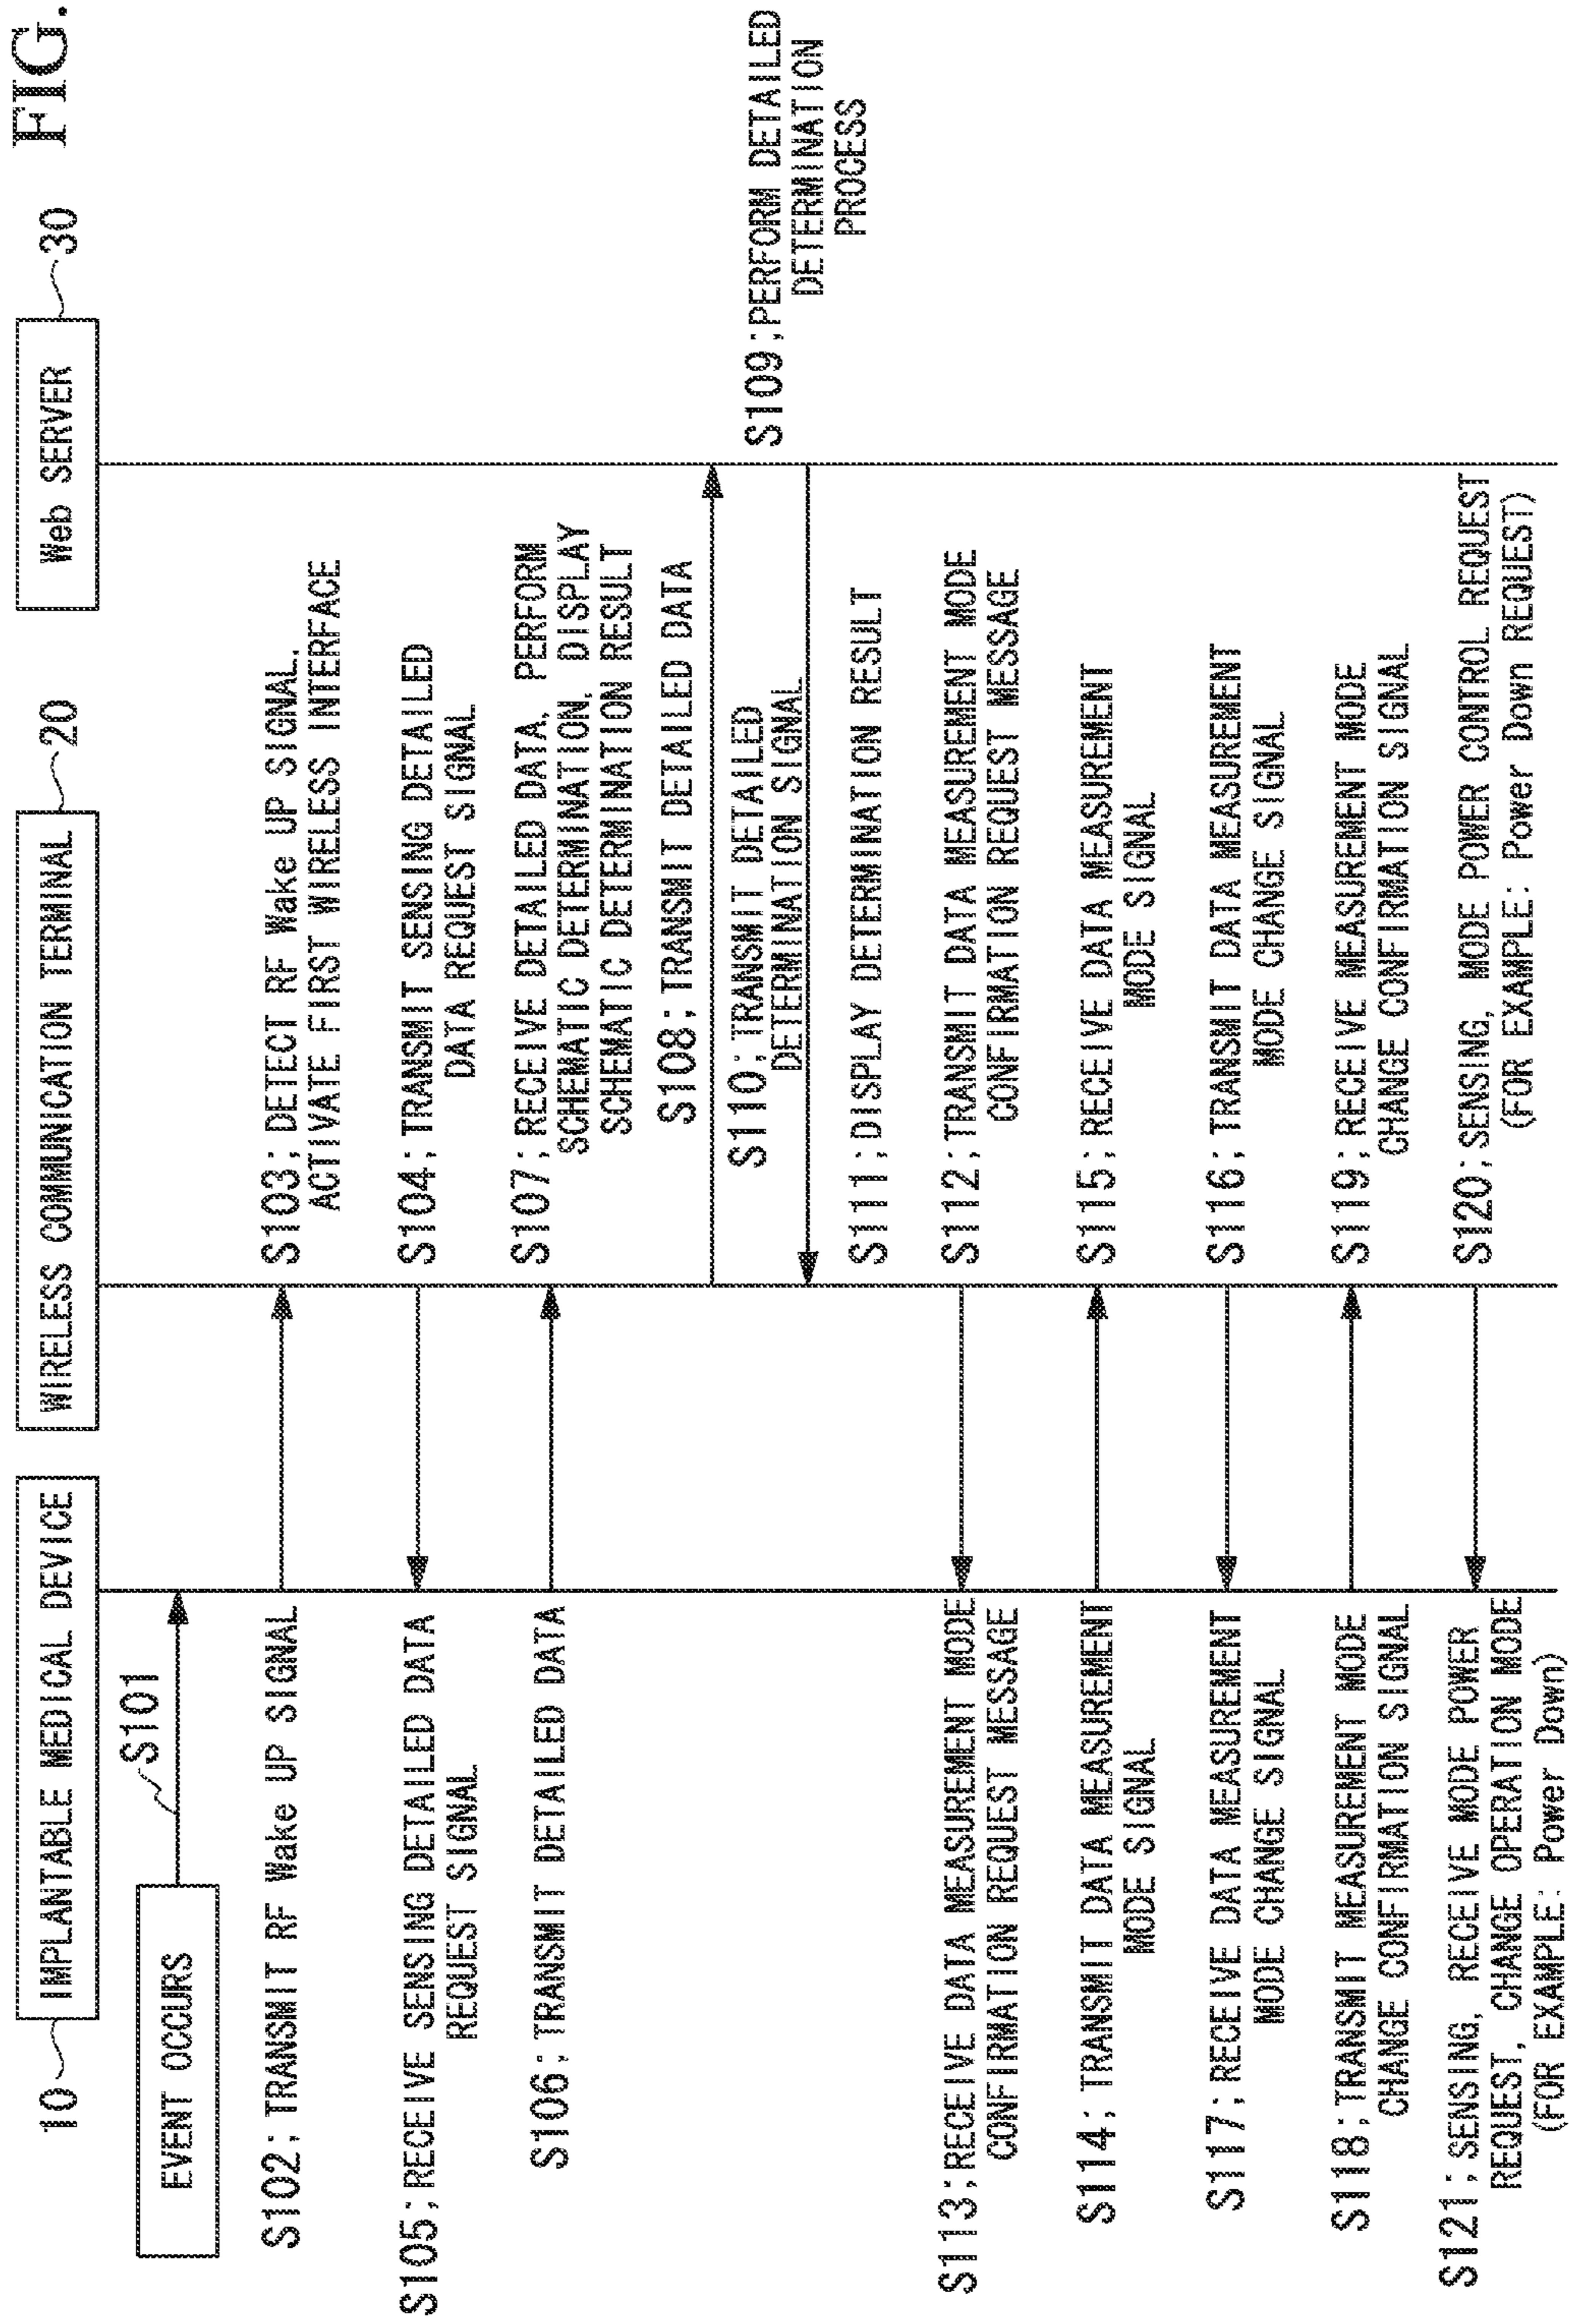 FIG.
IMPLANTABLE MEDICAL DEVICE
10
WIRELESS COMMUNICATION TERMINAL
20
Web SERVER
30
EVENT OCCURS
S101
S102; TRANSMIT RF Wake UP SIGNAL
S103; DETECT RF Wake UP SIGNAL,
ACTIVATE FIRST WIRELESS INTERFACE
S105; RECEIVE SENSING DETAILED DATA
REQUEST SIGNAL
S104; TRANSMIT SENSING DETAILED
DATA REQUEST SIGNAL
S106; TRANSMIT DETAILED DATA
S107; RECEIVE DETAILED DATA, PERFORM
SCHEMATIC DETERMINATION, DISPLAY
SCHEMATIC DETERMINATION RESULT
S108; TRANSMIT DETAILED DATA
S109; PERFORM DETAILED
DETERMINATION
PROCESS
S110; TRANSMIT DETAILED
DETERMINATION SIGNAL
S111; DISPLAY DETERMINATION RESULT
S113; RECEIVE DATA MEASUREMENT MODE
CONFIRMATION REQUEST MESSAGE
S112; TRANSMIT DATA MEASUREMENT MODE
CONFIRMATION REQUEST MESSAGE
S114; TRANSMIT DATA MEASUREMENT
MODE SIGNAL
S115; RECEIVE DATA MEASUREMENT
MODE SIGNAL
S117; RECEIVE DATA MEASUREMENT
MODE CHANGE SIGNAL
S116; TRANSMIT DATA MEASUREMENT
MODE CHANGE SIGNAL
S118; TRANSMIT MEASUREMENT MODE
CHANGE CONFIRMATION SIGNAL
S119; RECEIVE MEASUREMENT MODE
CHANGE CONFIRMATION SIGNAL
S121; SENSING, RECEIVE MODE POWER
REQUEST, CHANGE OPERATION MODE
(FOR EXAMPLE: Power Down)
S120; SENSING, MODE POWER CONTROL REQUEST
(FOR EXAMPLE: Power Down REQUEST)